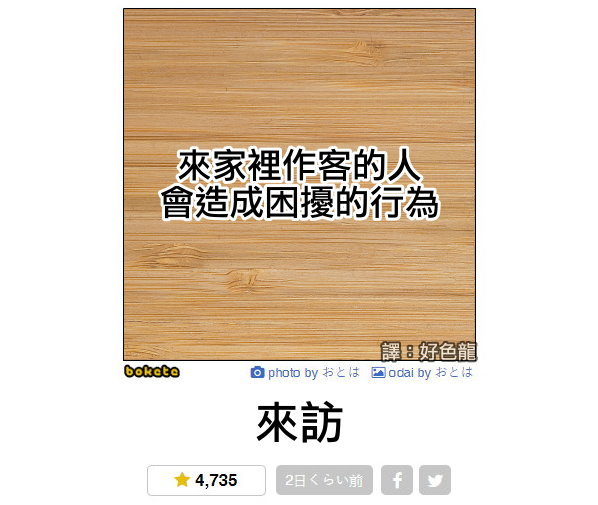 來家裡作客的人
會造成困擾的行為
譯：好色龍
bokete
photo by おとは odai by おとは
來訪
4,735
2日くらい前